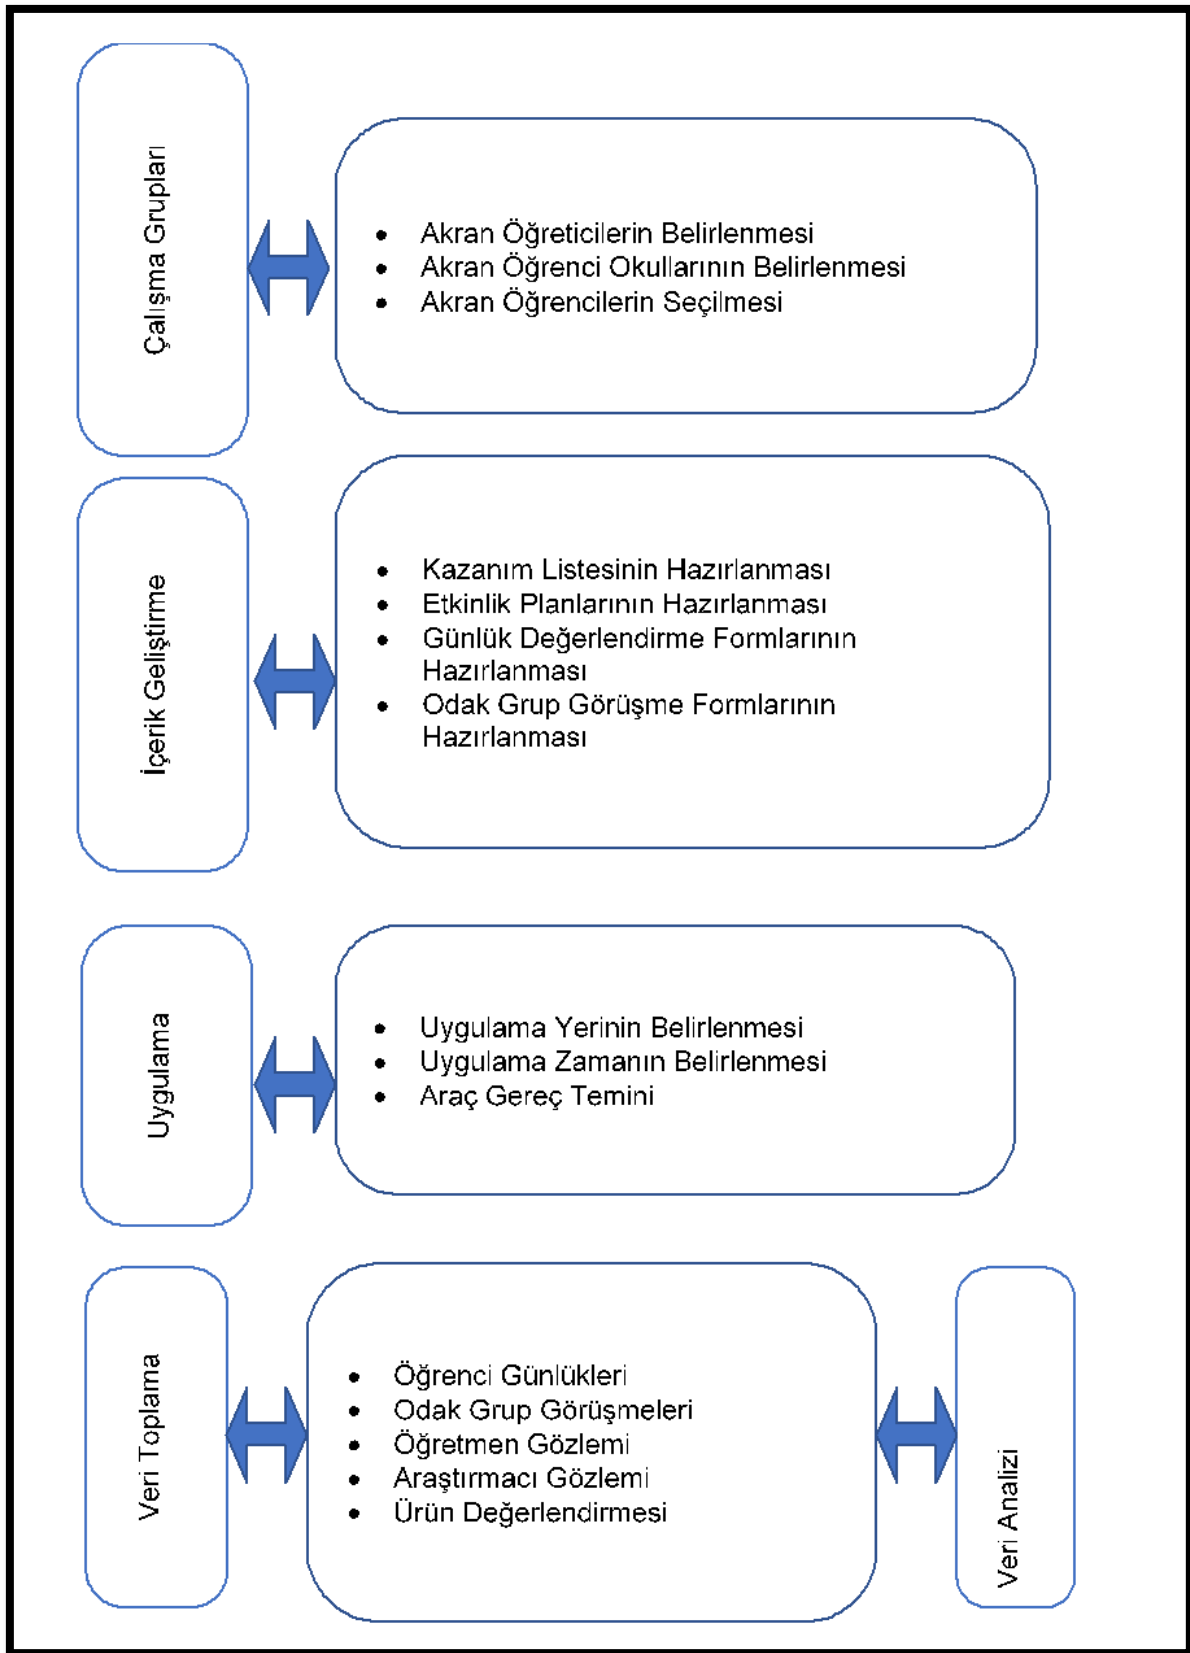 Çalışma Grupları
• Akran Öğreticilerin Belirlenmesi
• Akran Öğrenci Okullarının Belirlenmesi
• Akran Öğrencilerin Seçilmesi
İçerik Geliştirme
• Kazanım Listesinin Hazırlanması
• Etkinlik Planlarının Hazırlanması
• Günlük Değerlendirme Formlarının
Hazırlanması
• Odak Grup Görüşme Formlarının
Hazırlanması
Uygulama
• Uygulama Yerinin Belirlenmesi
• Uygulama Zamanın Belirlenmesi
• Araç Gereç Temini
Veri Toplama
• Öğrenci Günlükleri
• Odak Grup Görüşmeleri
• Öğretmen Gözlemi
• Araştırmacı Gözlemi
• Ürün Değerlendirmesi
Veri Analizi